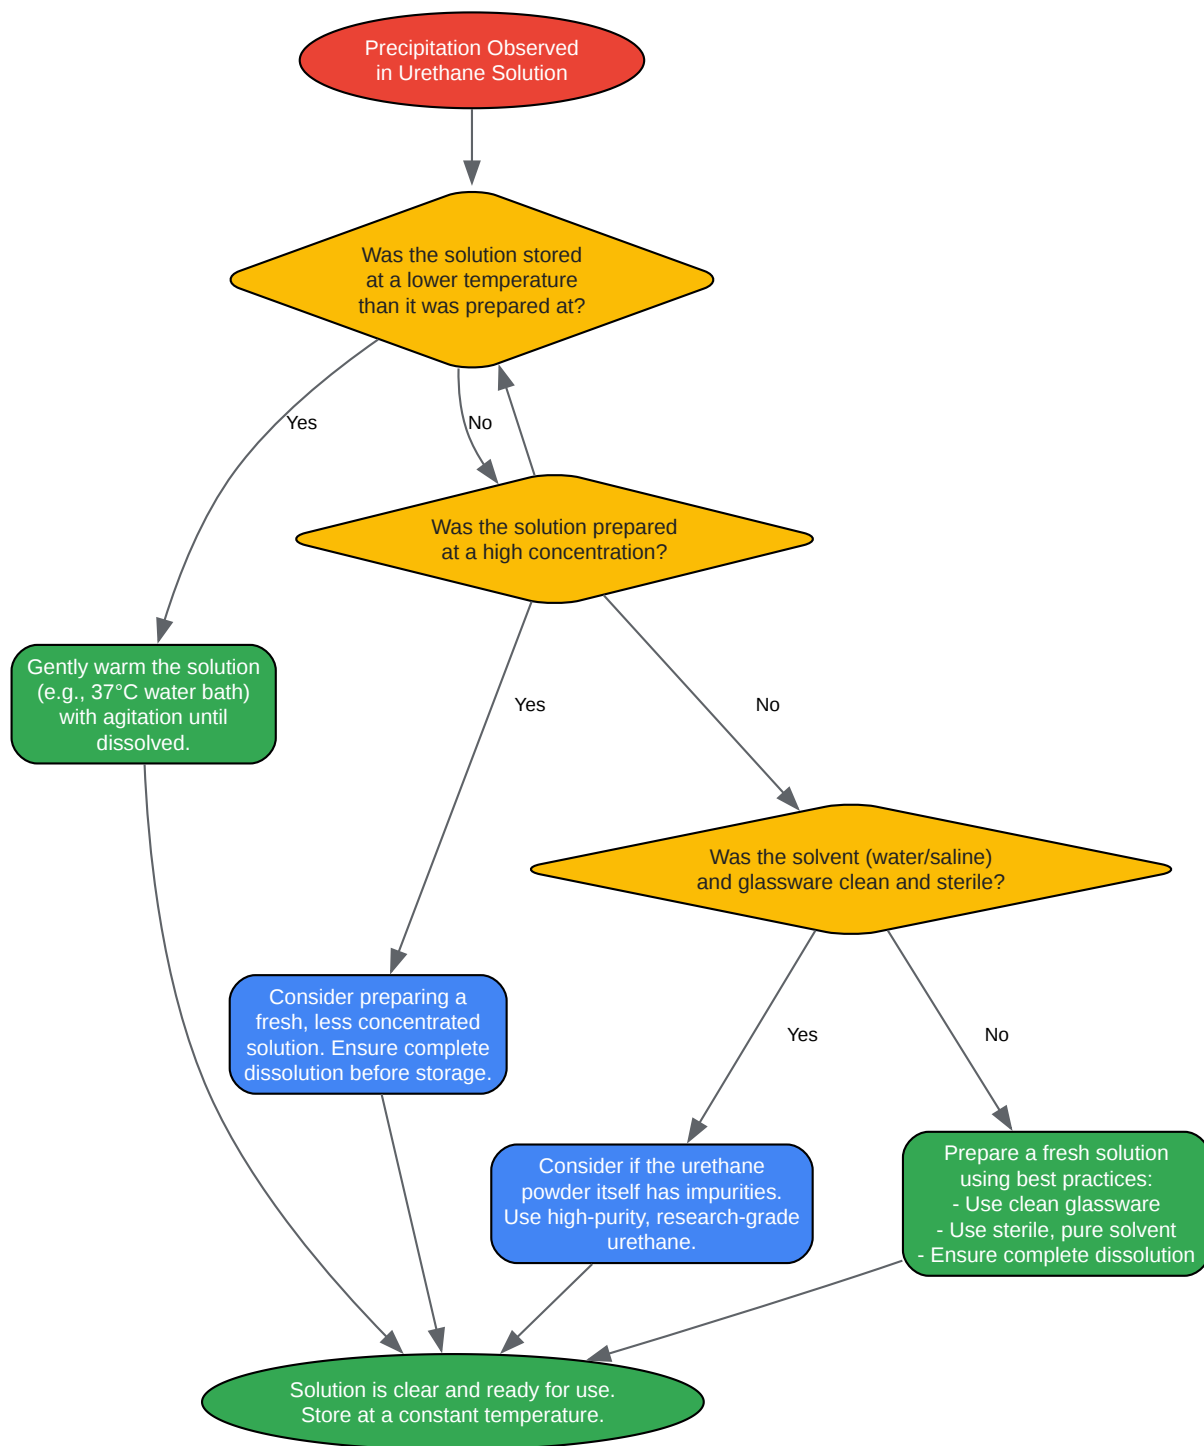 Precipitation Observed
in Urethane Solution
Was the solution stored
at a lower temperature
than it was prepared at?
Yes
No
Was the solution prepared
at a high concentration?
Gently warm the solution
(e.g., 37°C water bath)
with agitation until
dissolved.
Yes
No
Was the solvent (water/saline)
and glassware clean and sterile?
Consider preparing a
fresh, less concentrated
solution. Ensure complete
dissolution before storage.
Yes
No
Consider if the urethane
powder itself has impurities.
Use high-purity, research-grade
urethane.
Prepare a fresh solution
using best practices:
- Use clean glassware
- Use sterile, pure solvent
- Ensure complete dissolution
Solution is clear and ready for use.
Store at a constant temperature.